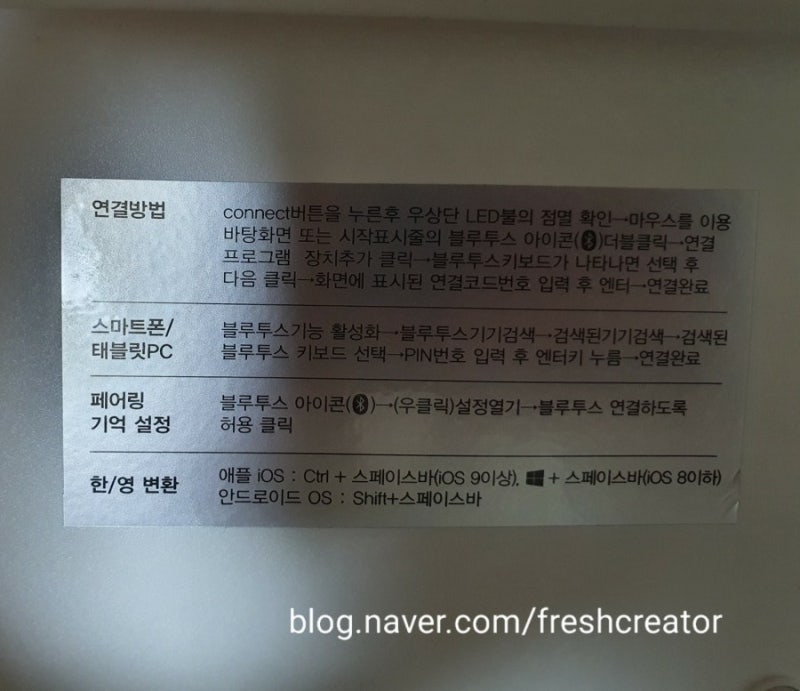 연결방법
connect버튼을 누른후 우상단 LED불의 점멸 확인→마우스를 이용
바탕화면 또는 시작표시줄의 블루투스 아이콘()더블클릭→연결
프로그램 장치추가 클릭→블루투스키보드가 나타나면 선택 후
다음 클릭→화면에 표시된 연결코드번호 입력 후 엔터→연결완료
스마트폰/
태블릿PC
블루투스기능 활성화→블루투스기기검색→검색된기기검색→검색된
블루투스 키보드 선택→PIN번호 입력 후 엔터키 누름→연결완료
페어링
기억 설정
블루투스 아이콘()→(우클릭)설정열기→블루투스 연결하도록
허용 클릭
한/영 변환
애플 iOS : Ctrl + 스페이스바(iOS 9이상), + 스페이스바(iOS 8이하)
안드로이드 OS : Shift+스페이스바
blog.naver.com/freshcreator